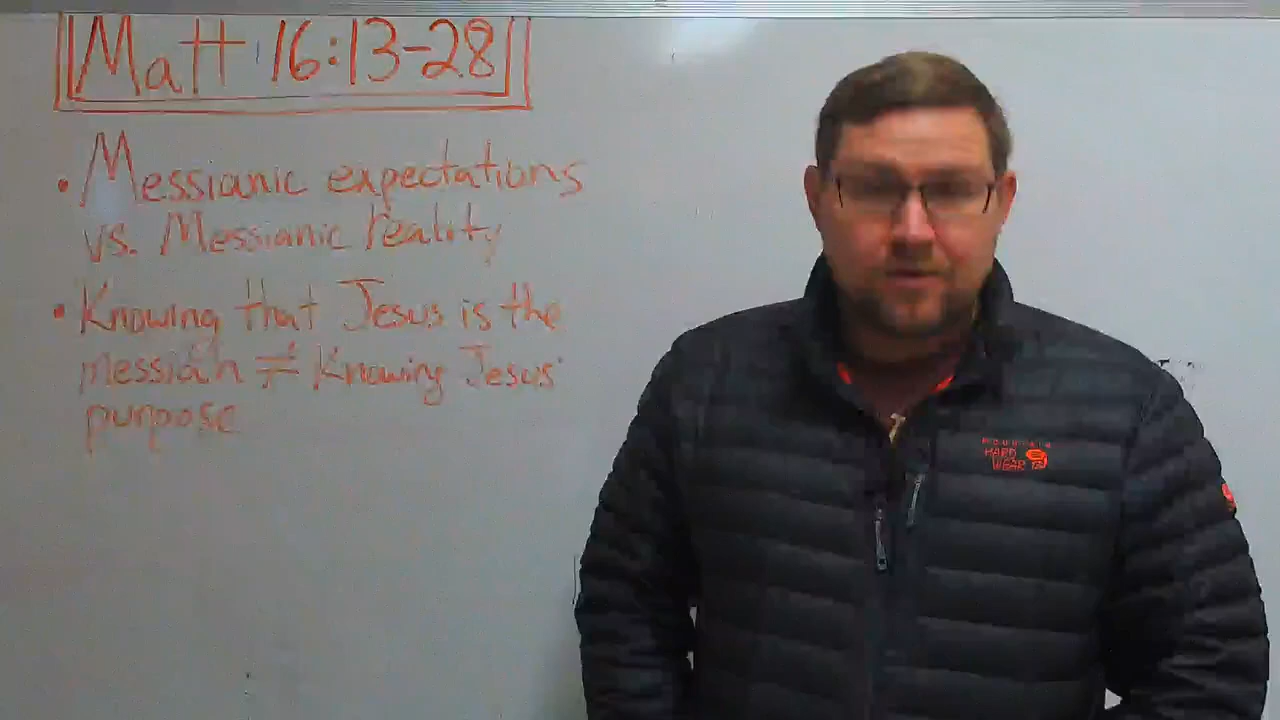 Matt 16:13-28
• Messianic expectations
vs. Messianic reality
• Knowing that Jesus is the
messiah ≠ Knowing Jesus'
purpose
MOUNTAIN
HARD
WEAR